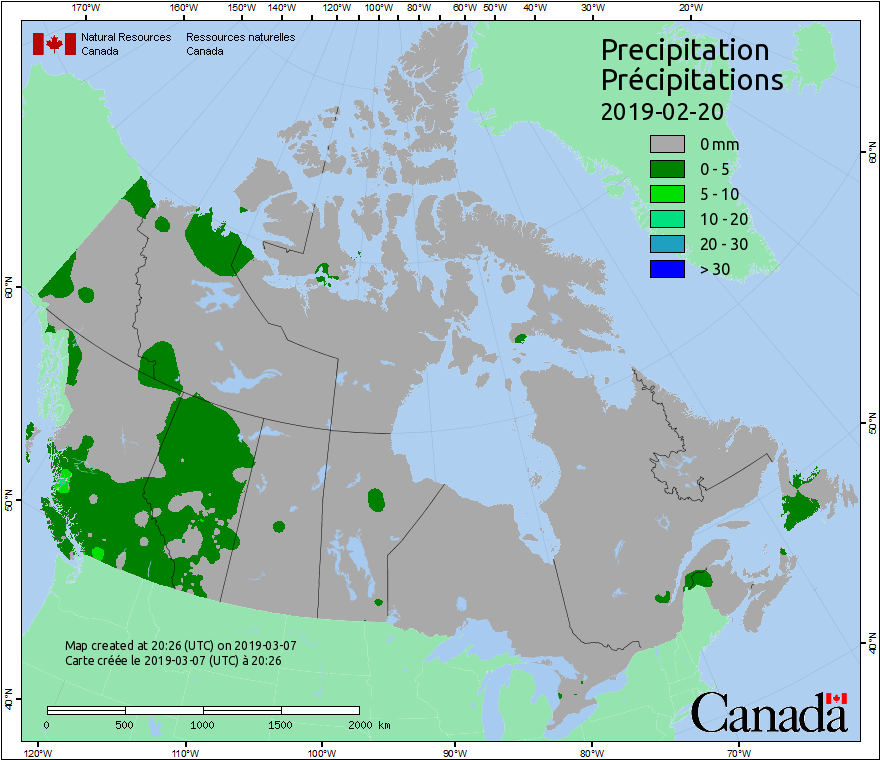 170°W 160°W 150°W 140°W 130°W 120°W 110°W 100°W 90°W 80°W 60°W 50°W 40°W 30°W 20°W
Natural Resources Ressources naturelles
Canada Canada
Precipitation
Précipitations
2019-02-20
0 mm
0 - 5
5 - 10
10 - 20
20 - 30
> 30
60°N 60°N
50°N 50°N
40°N 40°N
Map created at 20:26 (UTC) on 2019-03-07
Carte créée le 2019-03-07 (UTC) à 20:26
0 500 1000 1500 2000 km
Canada
120°W 110°W 100°W 90°W 80°W 70°W